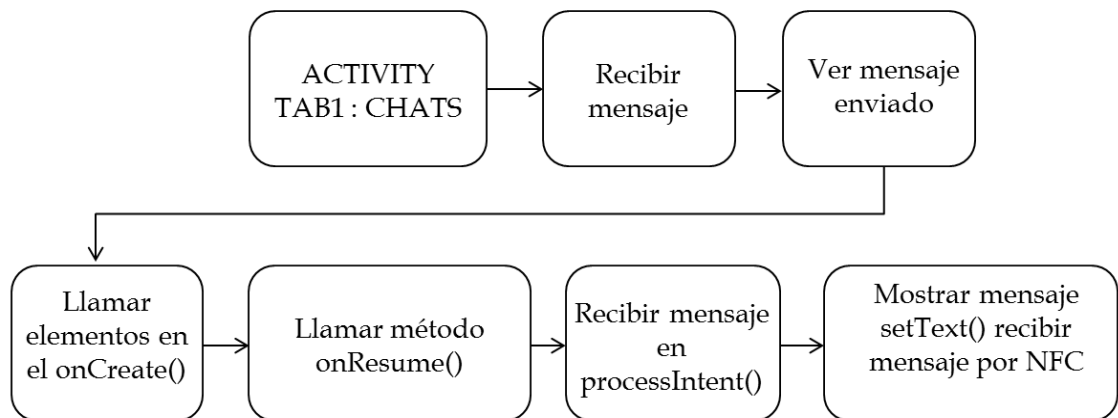 ACTIVITY
TAB1 : CHATS
Recibir
mensaje
Ver mensaje
enviado
Llamar
elementos en
el onCreate()
Llamar método
onResume()
Recibir mensaje
en
processIntent()
Mostrar mensaje
setText() recibir
mensaje por NFC